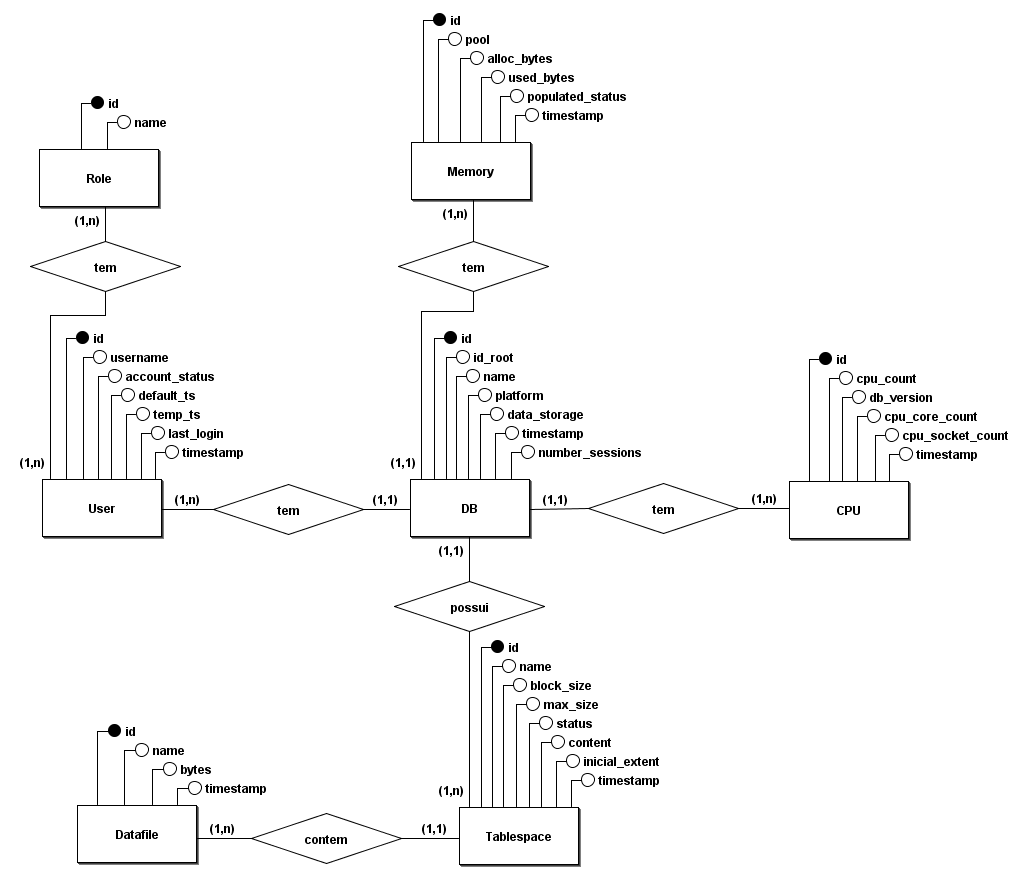 id
pool
alloc_bytes
used_bytes
populated_status
timestamp
Memory
(1,n)
tem
id
name
Role
(1,n)
tem
id
username
account_status
default_ts
temp_ts
last_login
timestamp
(1,n)
User
(1,n)
tem
(1,1)
id
id_root
name
platform
data_storage
timestamp
number_sessions
(1,1)
DB
(1,1)
tem
(1,n)
id
cpu_count
db_version
cpu_core_count
cpu_socket_count
timestamp
CPU
(1,1)
possui
id
name
block_size
max_size
status
content
inicial_extent
timestamp
(1,n)
Tablespace
id
name
bytes
timestamp
Datafile
(1,n)
contem
(1,1)